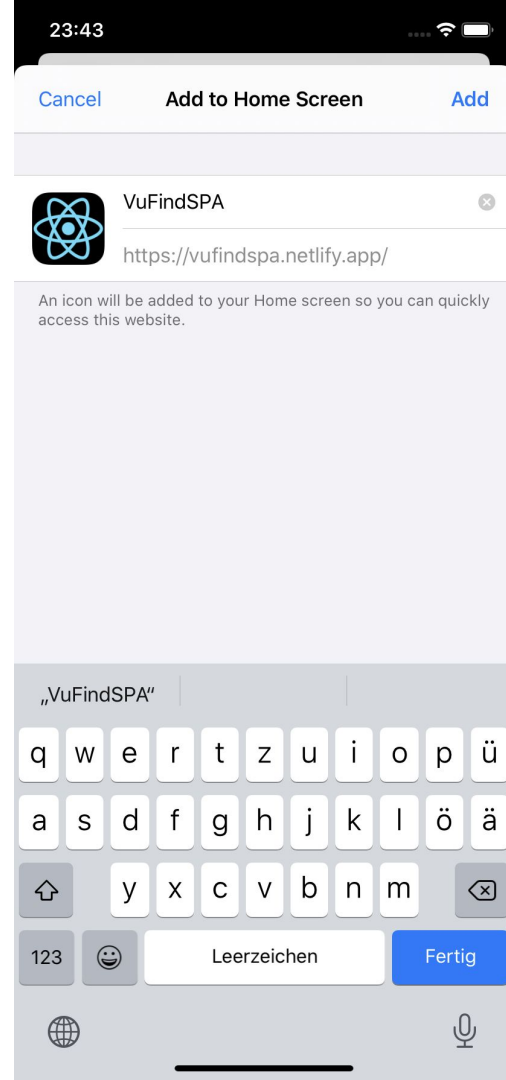 23:43
Cancel Add to Home Screen Add
VuFindSPA
https://vufindspa.netlify.app/
An icon will be added to your Home screen so you can quickly
access this website.
„VuFindSPA“
q w e r t z u i o p ü
a s d f g h j k l ö ä
y x c v b n m
123 Leerzeichen Fertig